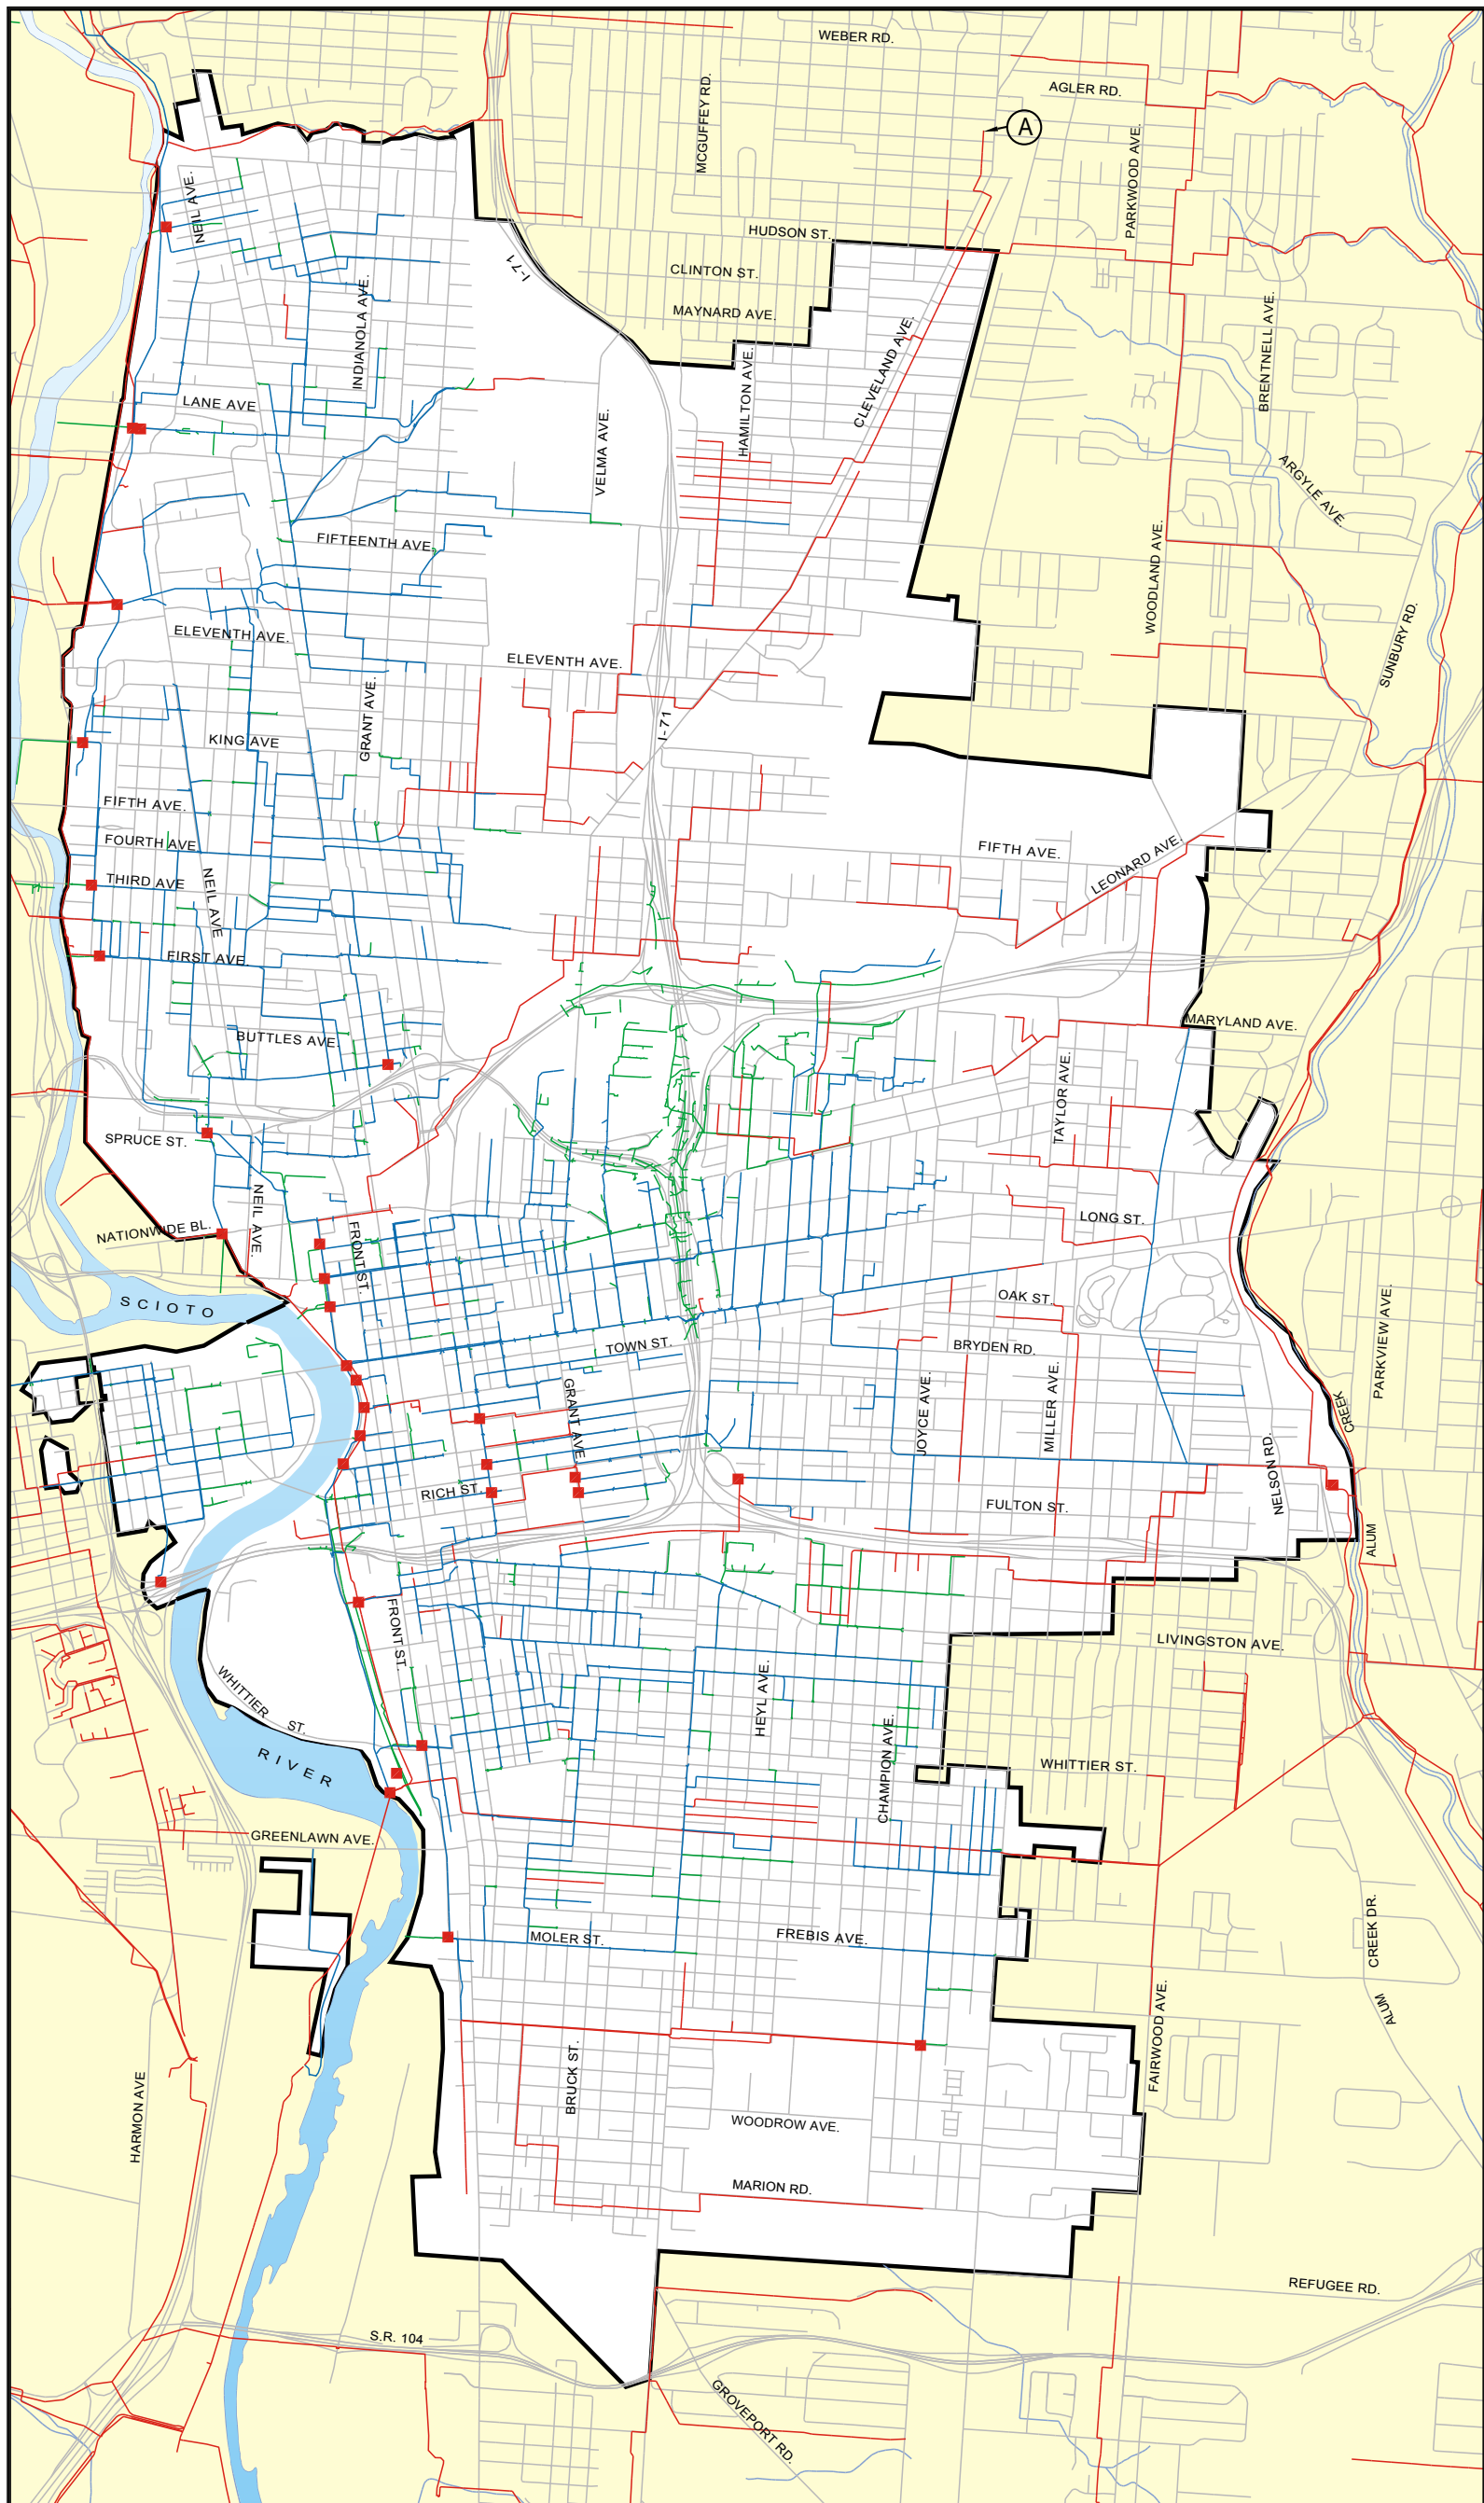 WEBER RD.
MCGUFFEY RD.
AGLER RD.
A
PARKWOOD AVE.
NEIL AVE.
HUDSON ST.
I-71
CLINTON ST.
MAYNARD AVE.
INDIANOLA AVE.
HAMILTON AVE.
CLEVELAND AVE.
BRENTNELL AVE.
LANE AVE
VELMA AVE.
ARGYLE AVE.
FIFTEENTH AVE.
WOODLAND AVE.
SUNBURY RD.
ELEVENTH AVE.
ELEVENTH AVE.
GRANT AVE.
I-71
KING AVE
FIFTH AVE.
FOURTH AVE
FIFTH AVE.
LEONARD AVE.
THIRD AVE
NEIL AVE
FIRST AVE.
MARYLAND AVE.
BUTTLES AVE.
TAYLOR AVE.
SPRUCE ST.
NEIL AVE.
NATIONWIDE BL.
FRONT ST.
LONG ST.
SCIOTO
OAK ST.
TOWN ST.
BRYDEN RD.
PARKVIEW AVE.
GRANT AVE
JOYCE AVE.
MILLER AVE.
CREEK
NELSON RD.
RICH ST.
FULTON ST.
ALUM
FRONT ST.
LIVINGSTON AVE.
WHITTIER ST.
HEYL AVE.
CHAMPION AVE.
RIVER
WHITTIER ST.
GREENLAWN AVE.
MOLER ST.
FREBIS AVE.
CREEK DR.
ALUM
FAIRWOOD AVE.
HARMON AVE
BRUCK ST.
WOODROW AVE.
MARION RD.
REFUGEE RD.
S.R. 104
GROVEPORT RD.